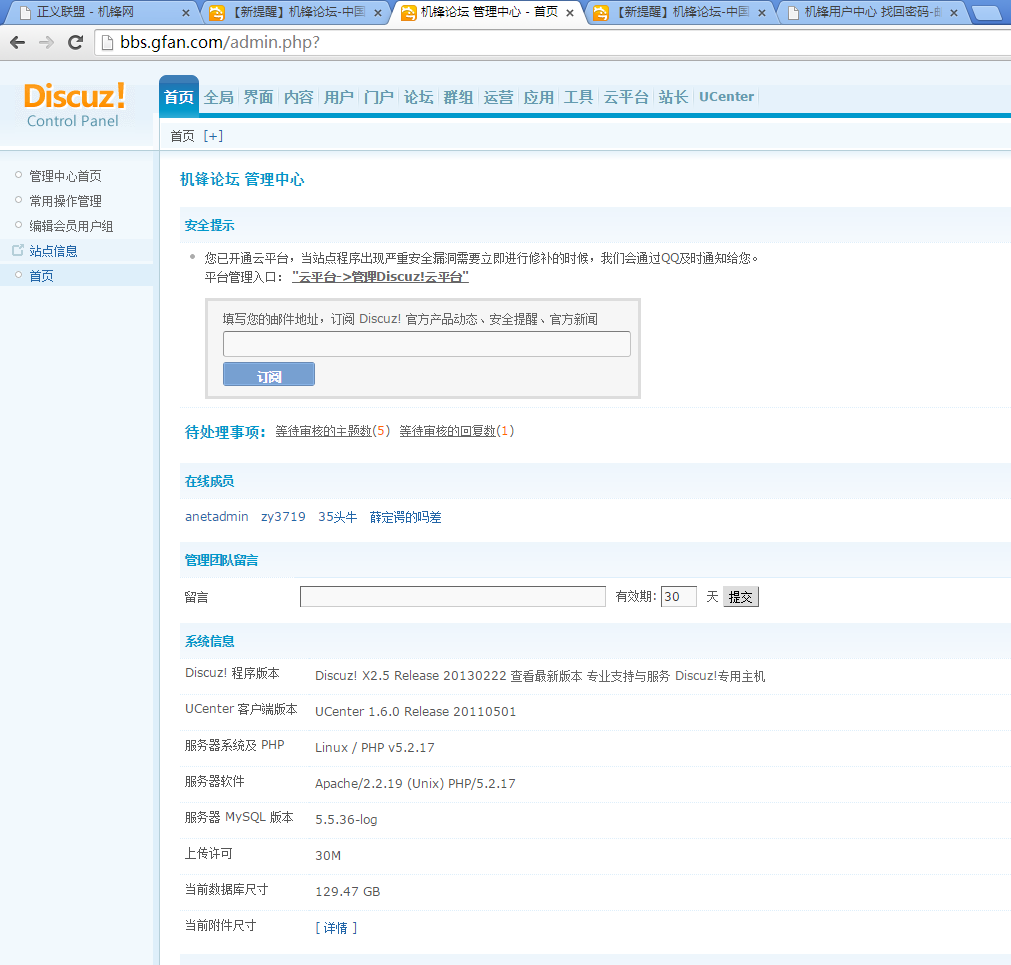 正义联盟 - 机锋网
【新提醒】机锋论坛-中国
机锋论坛 管理中心 - 首页
【新提醒】机锋论坛-中国
机锋用户中心 找回密码-
bbs.gfan.com/admin.php?
Discuz!
Control Panel
首页 全局 界面 内容 用户 门户 论坛 群组 运营 应用 工具 云平台 站长 UCenter
首页 [+]
管理中心首页
常用操作管理
编辑会员用户组
站点信息
首页
机锋论坛 管理中心
安全提示
您已开通云平台，当站点程序出现严重安全漏洞需要立即进行修补的时候，我们会通过QQ及时通知给您。
平台管理入口： "云平台->管理Discuz!云平台"
填写您的邮件地址，订阅 Discuz! 官方产品动态、安全提醒、官方新闻
订阅
待处理事项: 等待审核的主题数(5) 等待审核的回复数(1)
在线成员
anetadmin zy3719 35头牛 薛定谔的吗差
管理团队留言
留言 有效期: 30 天 提交
系统信息
Discuz! 程序版本 Discuz! X2.5 Release 20130222 查看最新版本 专业支持与服务 Discuz!专用主机
UCenter 客户端版本 UCenter 1.6.0 Release 20110501
服务器系统及 PHP Linux / PHP v5.2.17
服务器软件 Apache/2.2.19 (Unix) PHP/5.2.17
服务器 MySQL 版本 5.5.36-log
上传许可 30M
当前数据库尺寸 129.47 GB
当前附件尺寸 [ 详情 ]